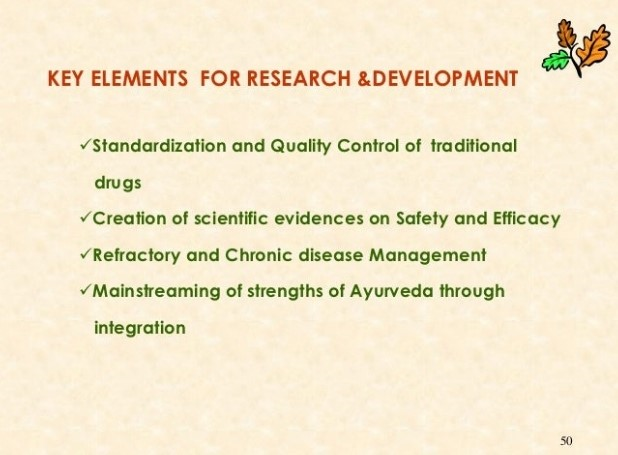 KEY ELEMENTS FOR RESEARCH &DEVELOPMENT
✓Standardization and Quality Control of traditional
drugs
✓Creation of scientific evidences on Safety and Efficacy
✓Refractory and Chronic disease Management
✓Mainstreaming of strengths of Ayurveda through
integration
50